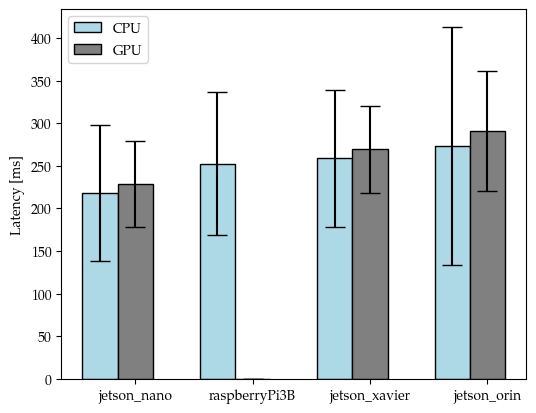 CPU
GPU
Latency [ms]
400
350
300
250
200
150
100
50
0
jetson_nano raspberryPi3B jetson_xavier jetson_orin